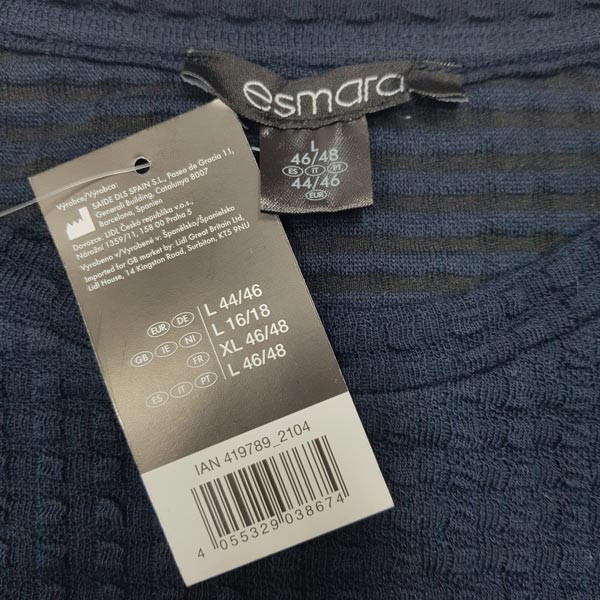 esmara
L
46/48
ES IT PT
44/46
EUR
Výrobce/Výrobca:
SAIDE DLS SPAIN S.L., Paseo de Gracia 11,
Generali building, Catalunya 8007
Barcelona, Spanien
Dovozce: LIDL Česká republika v.o.s.,
Nárožní 1359/11, 158 00 Praha 5
Vyrobeno v/Vyrobené v: Španělsko/Španielsko
Imported for GB market by: Lidl Great Britain Ltd,
Lidl House, 14 Kingston Road, Surbiton, KT5 9NU
EUR DE L 44/46
GB IE NI L 16/18
FR XL 46/48
ES IT PT L 46/48
IAN 419789_2104
4 055329 038674